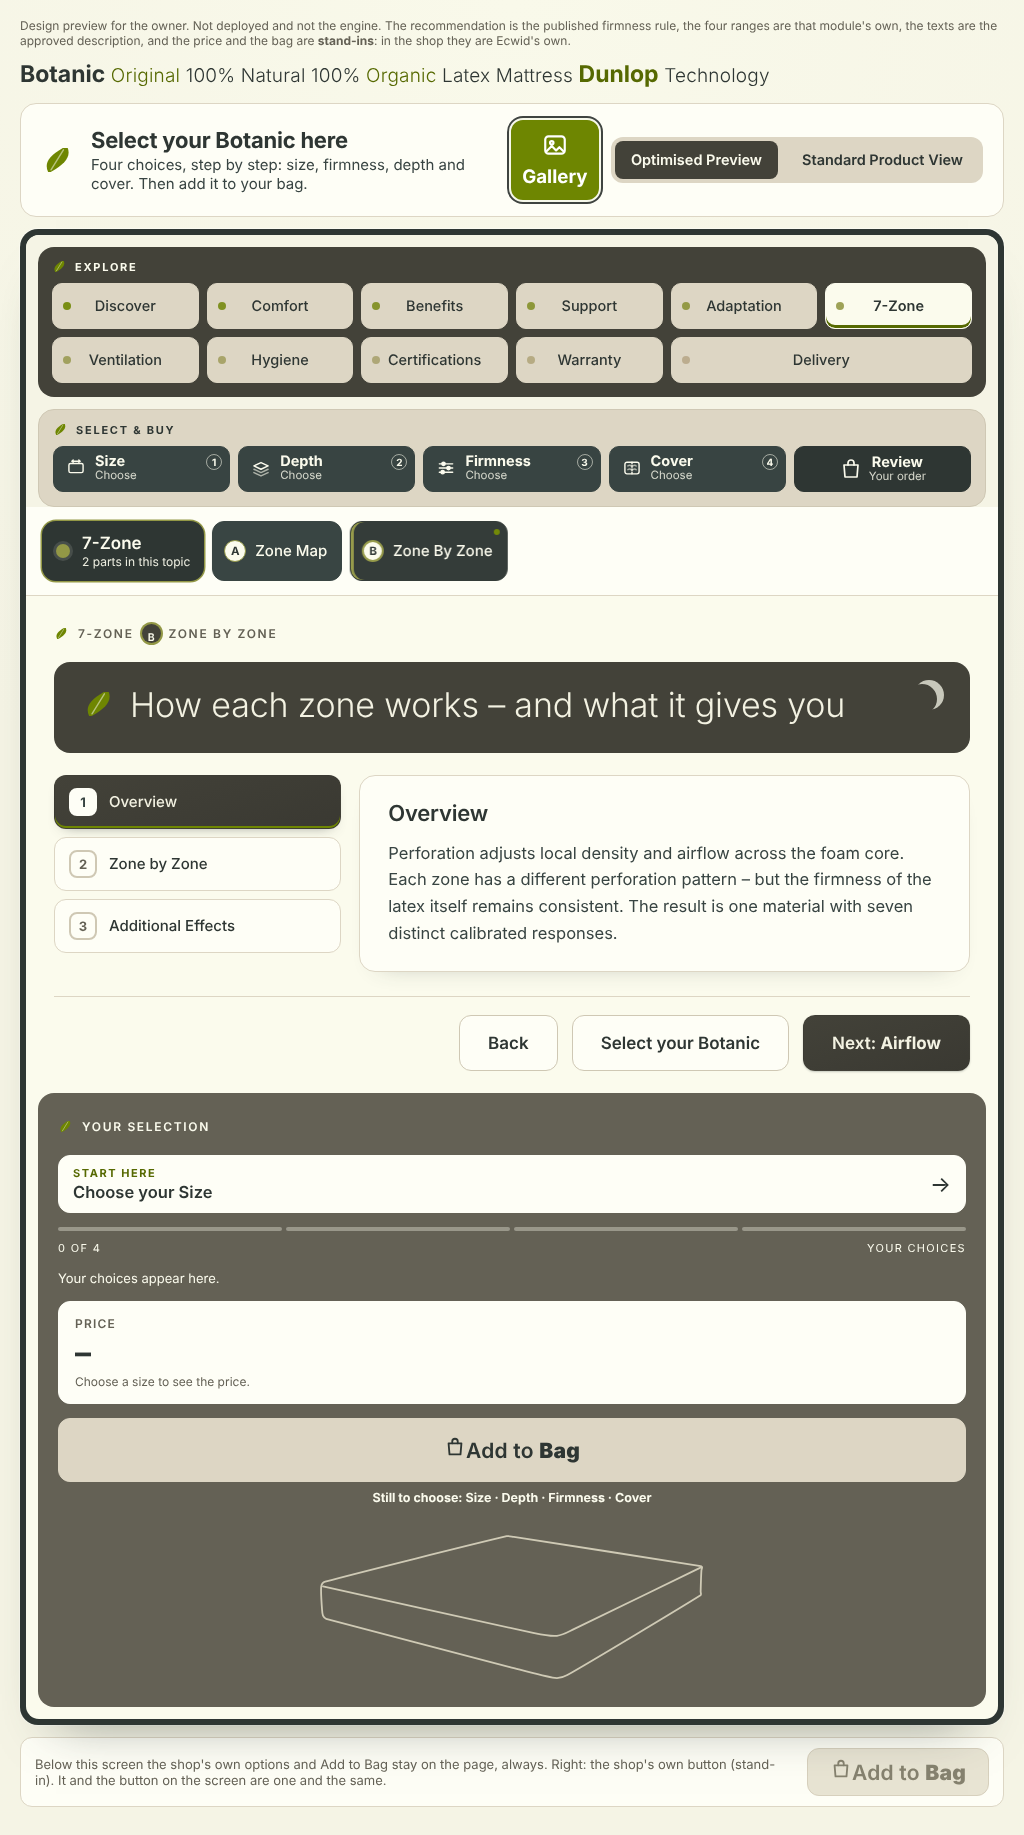 Design preview for the owner. Not deployed and not the engine. The recommendation is the published firmness rule, the four ranges are that module's own, the texts are the
approved description, and the price and the bag are stand-ins: in the shop they are Ecwid's own.
Botanic Original 100% Natural 100% Organic Latex Mattress Dunlop Technology
Select your Botanic here
Four choices, step by step: size, firmness, depth and
cover. Then add it to your bag.
Gallery
Optimised Preview
Standard Product View
EXPLORE
Discover
Comfort
Benefits
Support
Adaptation
7-Zone
Ventilation
Hygiene
Certifications
Warranty
Delivery
SELECT & BUY
Size
Choose
1
Depth
Choose
2
Firmness
Choose
3
Cover
Choose
4
Review
Your order
7-Zone
2 parts in this topic
A Zone Map
B Zone By Zone
7-ZONE B ZONE BY ZONE
How each zone works – and what it gives you
1 Overview
2 Zone by Zone
3 Additional Effects
Overview
Perforation adjusts local density and airflow across the foam core.
Each zone has a different perforation pattern – but the firmness of the
latex itself remains consistent. The result is one material with seven
distinct calibrated responses.
Back
Select your Botanic
Next: Airflow
YOUR SELECTION
START HERE
Choose your Size
0 OF 4
YOUR CHOICES
Your choices appear here.
PRICE
–
Choose a size to see the price.
Add to Bag
Still to choose: Size · Depth · Firmness · Cover
Below this screen the shop's own options and Add to Bag stay on the page, always. Right: the shop's own button (stand-
in). It and the button on the screen are one and the same.
Add to Bag